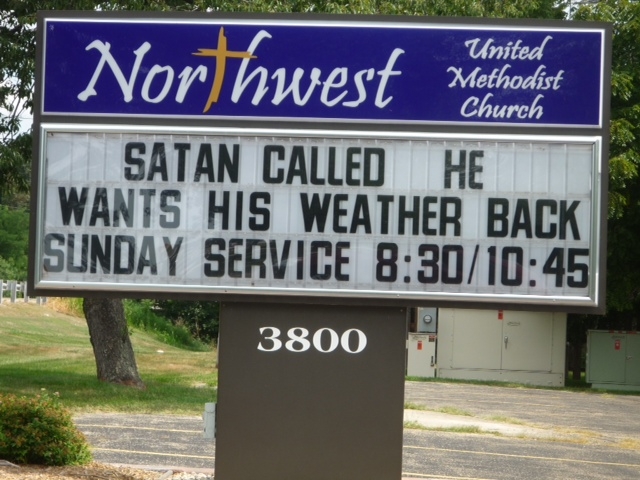 Northwest
United
Methodist
Church
SATAN CALLED HE
WANTS HIS WEATHER BACK
SUNDAY SERVICE 8:30/10:45
3800